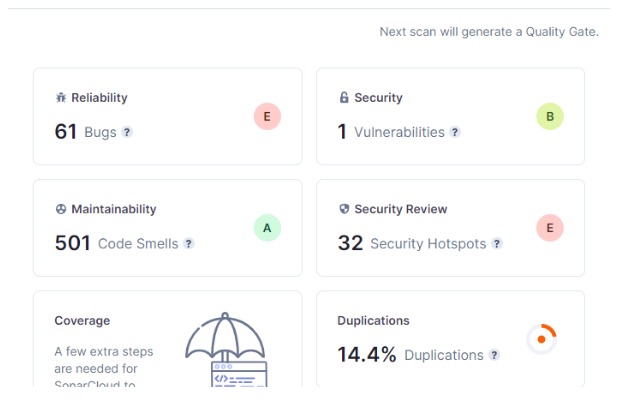 Next scan will generate a Quality Gate.
Reliability
61 Bugs ?
E
Security
1 Vulnerabilities ?
B
Maintainability
501 Code Smells ?
A
Security Review
32 Security Hotspots ?
E
Coverage
A few extra steps
are needed for
SonarCloud to
</>
Duplications
14.4% Duplications ?